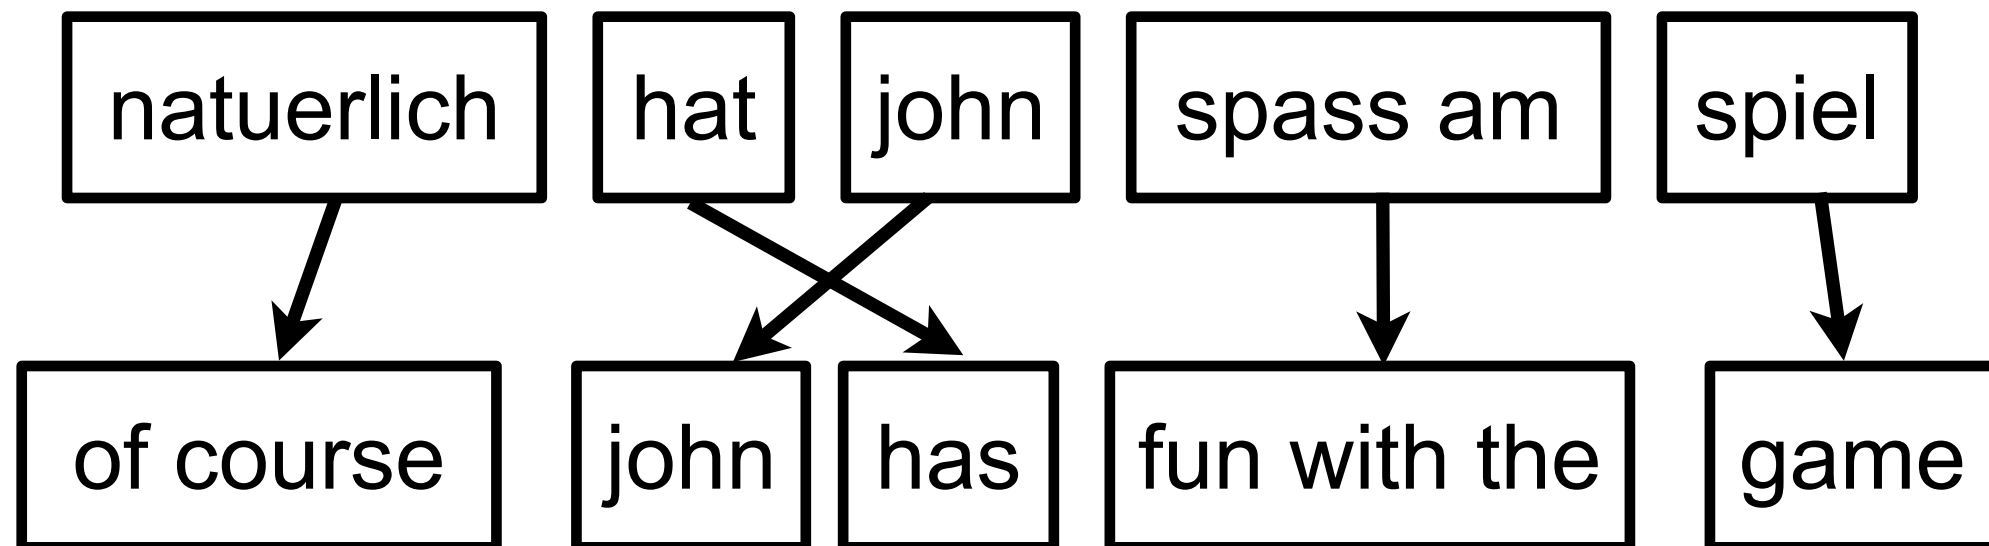 natuerlich hat john spass am spiel
of course john has fun with the game